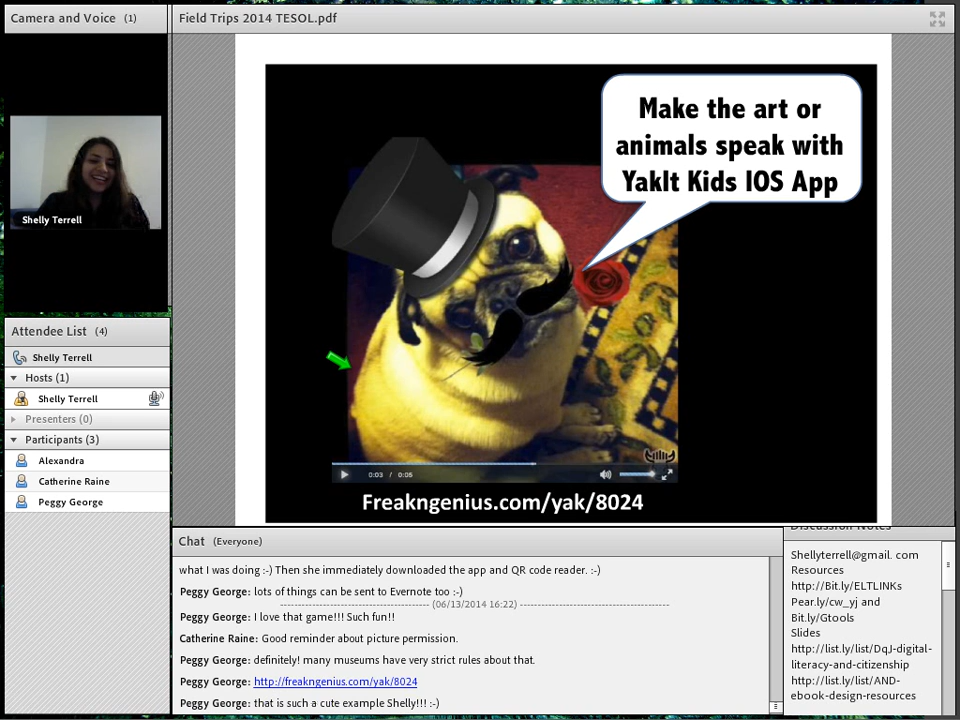 Camera and Voice (1)
Shelly Terrell
Attendee List (4)
Shelly Terrell
Hosts (1)
Shelly Terrell
Presenters (0)
Participants (3)
Alexandra
Catherine Raine
Peggy George
Field Trips 2014 TESOL.pdf
Make the art or
animals speak with
YakIt Kids IOS App
0:03 / 0:05
Freakngenius.com/yak/8024
Chat (Everyone)
what I was doing :-) Then she immediately downloaded the app and QR code reader. :-)
Peggy George: lots of things can be sent to Evernote too :-)
(06/13/2014 16:22)
Peggy George: I love that game!!! Such fun!!
Catherine Raine: Good reminder about picture permission.
Peggy George: definitely! many museums have very strict rules about that.
Peggy George: http://freakngenius.com/yak/8024
Peggy George: that is such a cute example Shelly!!! :-)
Discussion Notes
Shellyterrell@gmail. com
Resources
http://Bit.ly/ELTLINKs
Pear.ly/cw_yj and
Bit.ly/Gtools
Slides
http://list.ly/list/DqJ-digital-
literacy-and-citizenship
http://list.ly/list/AND-
ebook-design-resources